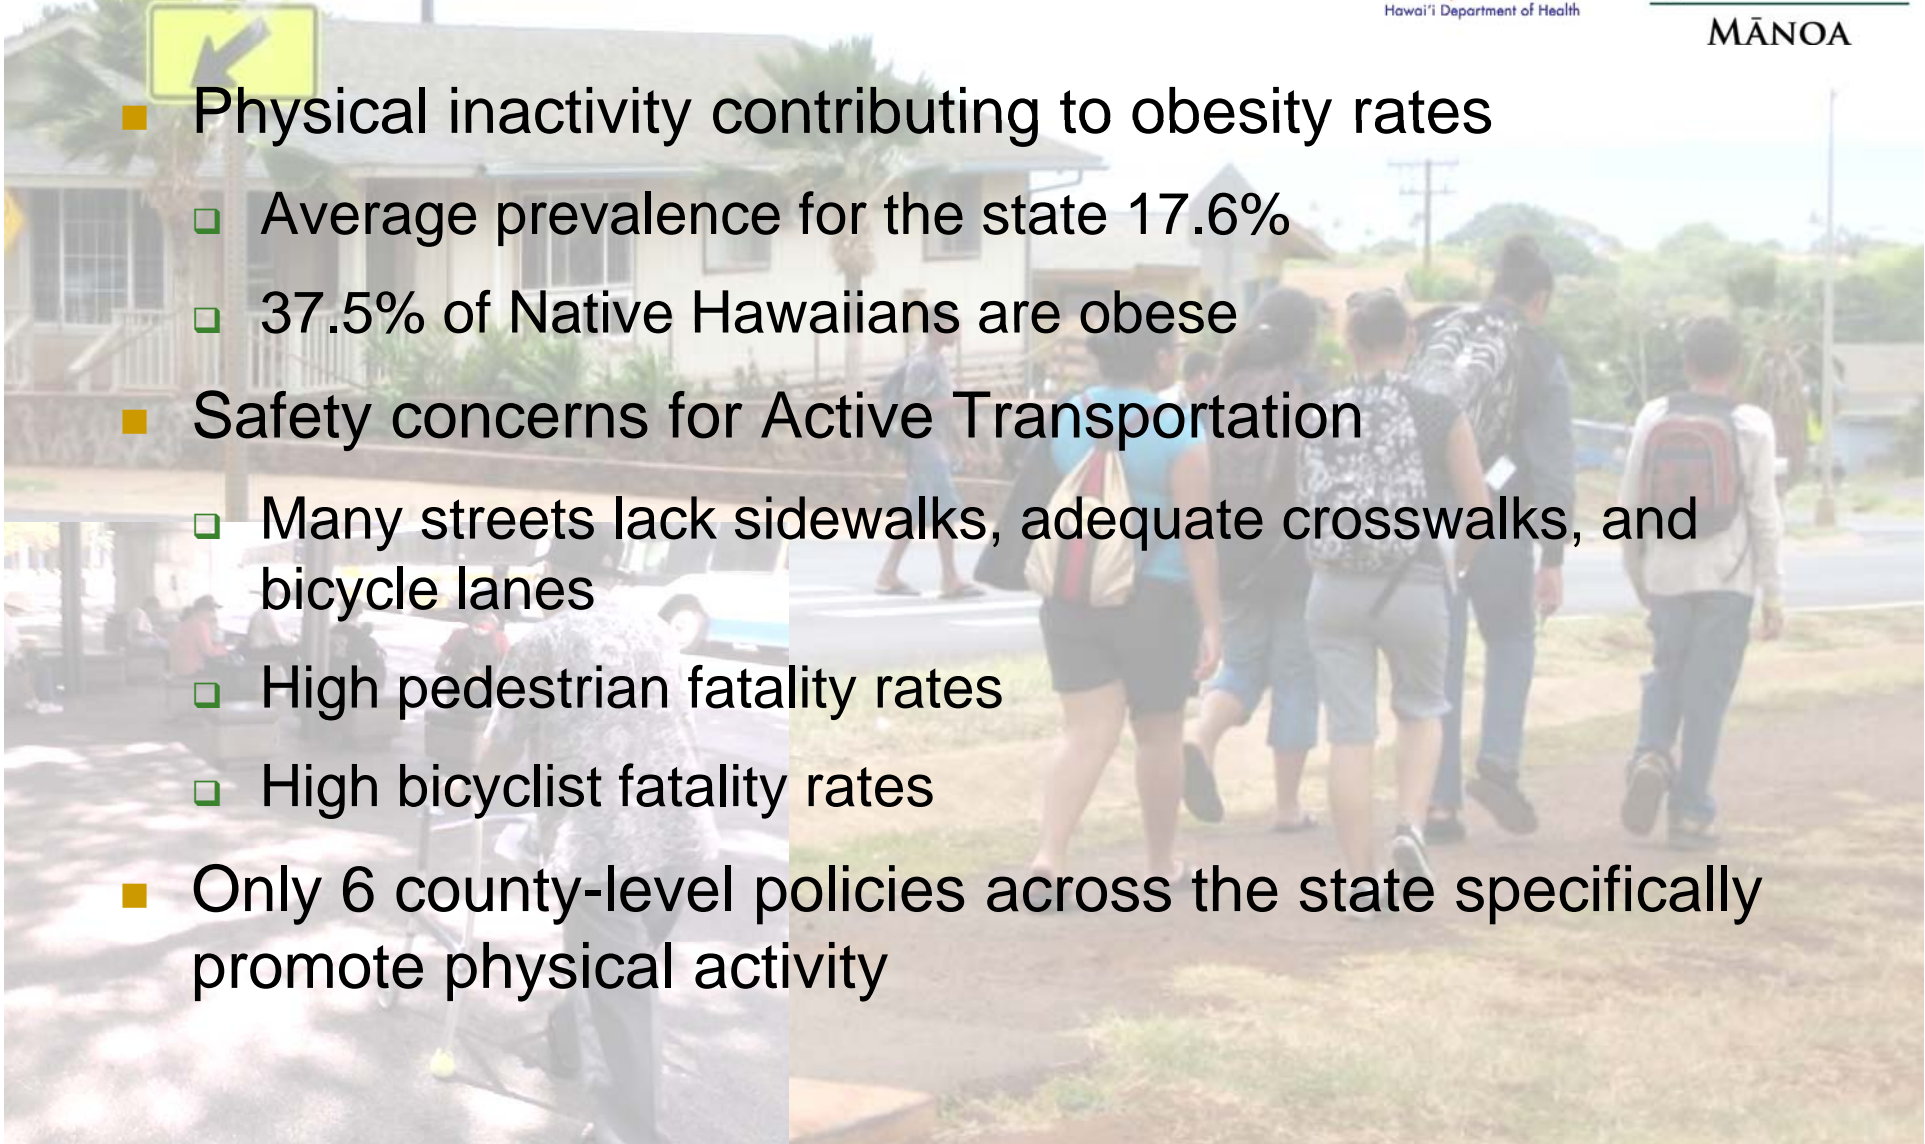 Hawai‘i Department of Health
MĀNOA
Physical inactivity contributing to obesity rates
Average prevalence for the state 17.6%
37.5% of Native Hawaiians are obese
Safety concerns for Active Transportation
Many streets lack sidewalks, adequate crosswalks, and
bicycle lanes
High pedestrian fatality rates
High bicyclist fatality rates
Only 6 county-level policies across the state specifically
promote physical activity